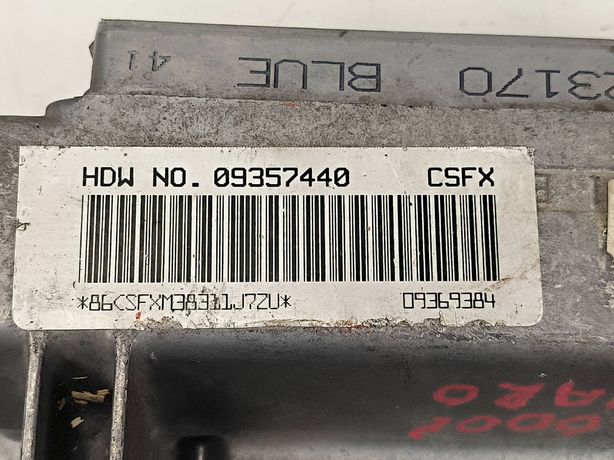 23170 BLUE 41
HDW NO. 09357440 CSFX
*86CSFXM38311J7ZU* 09369384